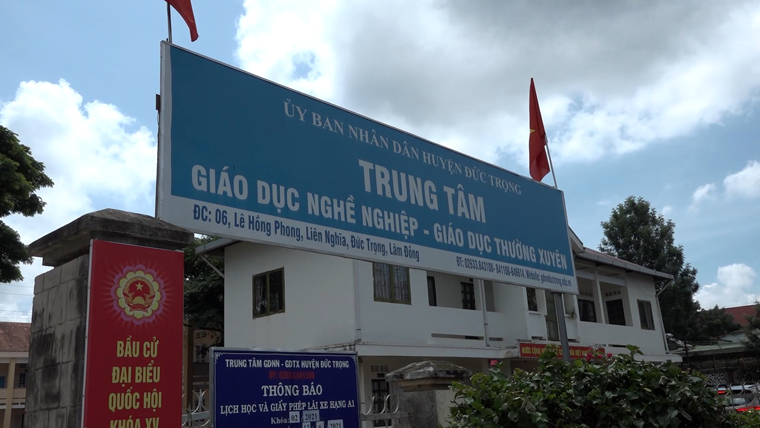 ỦY BAN NHÂN DÂN HUYỆN ĐỨC TRỌNG
TRUNG TÂM
GIÁO DỤC NGHỀ NGHIỆP - GIÁO DỤC THƯỜNG XUYÊN
ĐC: 06, Lê Hồng Phong, Liên Nghĩa, Đức Trọng, Lâm Đồng
BẦU CỬ
ĐẠI BIỂU
QUỐC HỘI
KHÓA XV
TRUNG TÂM GDNN - GDTX HUYỆN ĐỨC TRỌNG
THÔNG BÁO
LỊCH HỌC VÀ GIẤY PHÉP LÁI XE HẠNG A1
Khóa: